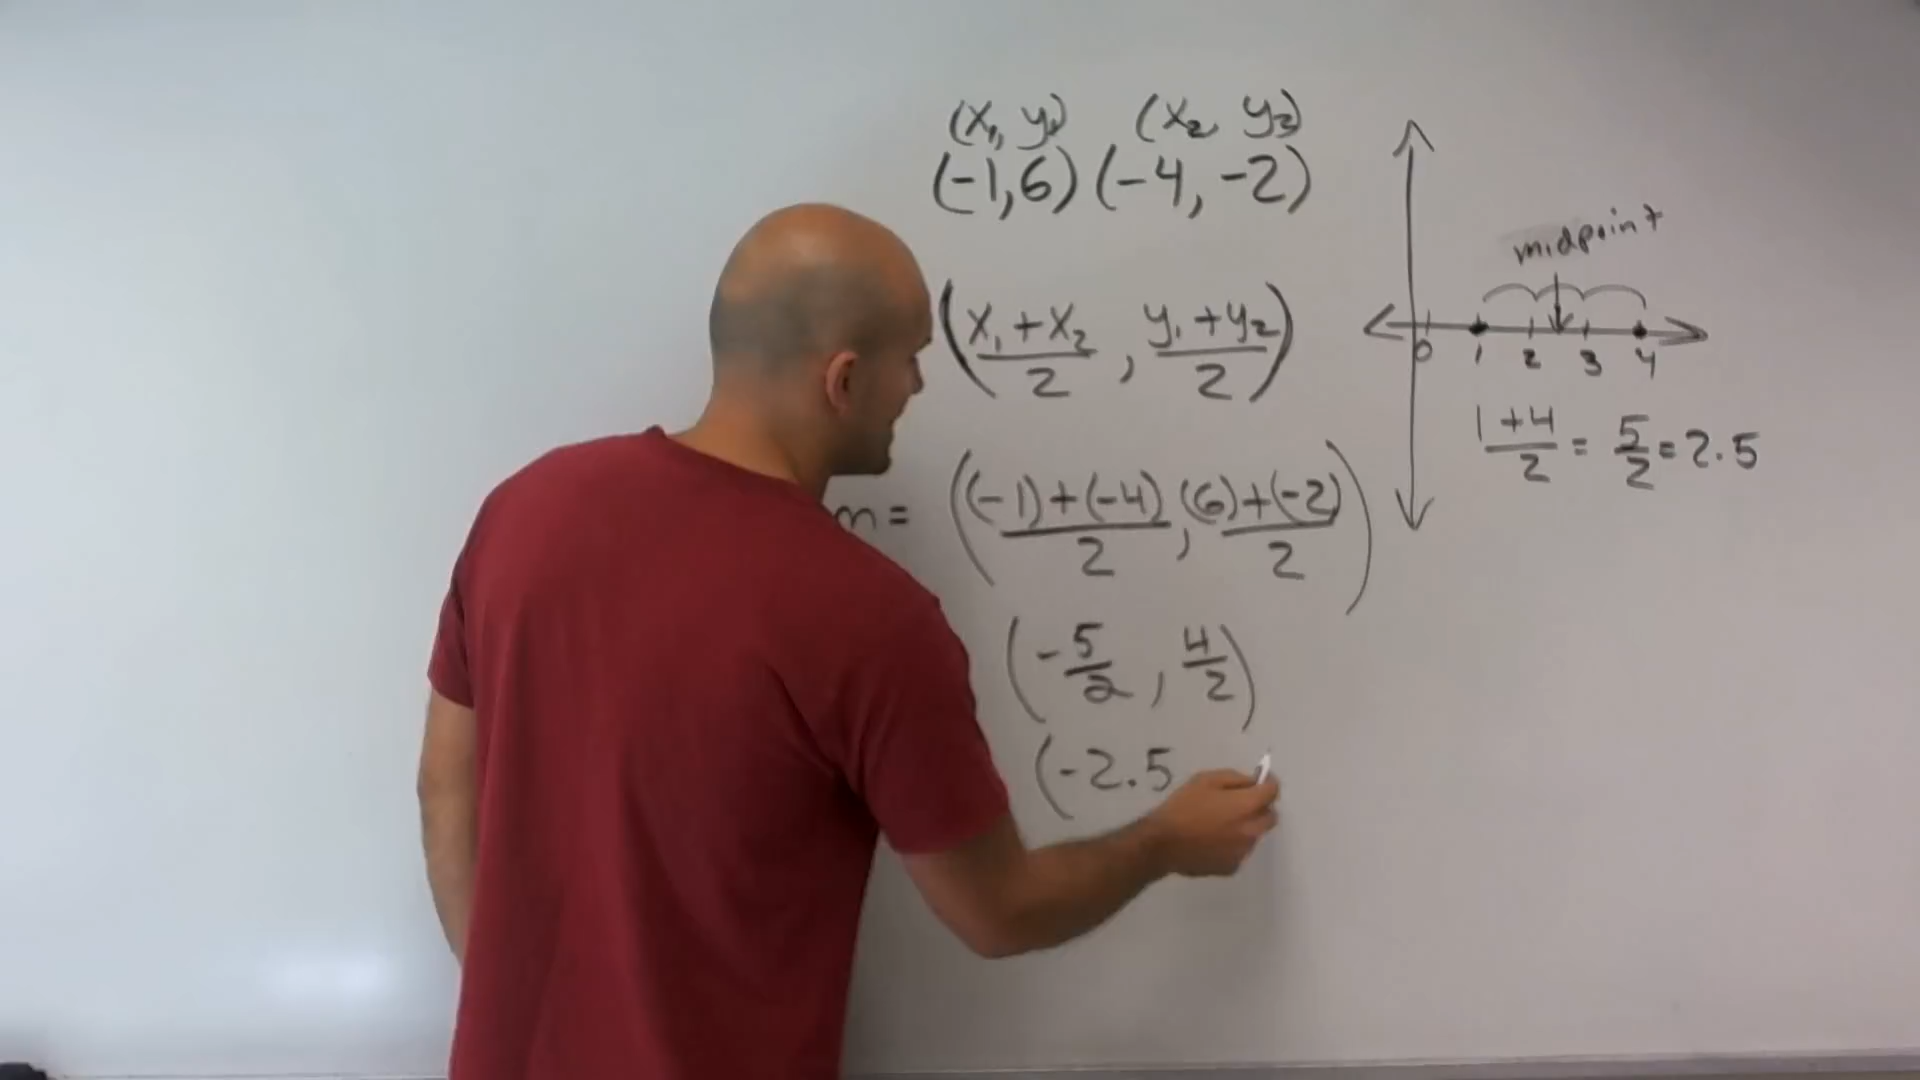 (x₁, y₁) (x₂, y₂)
(-1,6) (-4, -2)
(x₁ + x₂ / 2 , y₁ + y₂ / 2)
m = ((-1)+(-4) / 2 , (6)+(-2) / 2)
(-5/2 , 4/2)
(-2.5
midpoint
0 1 2 3 4
1+4 / 2 = 5/2 = 2.5